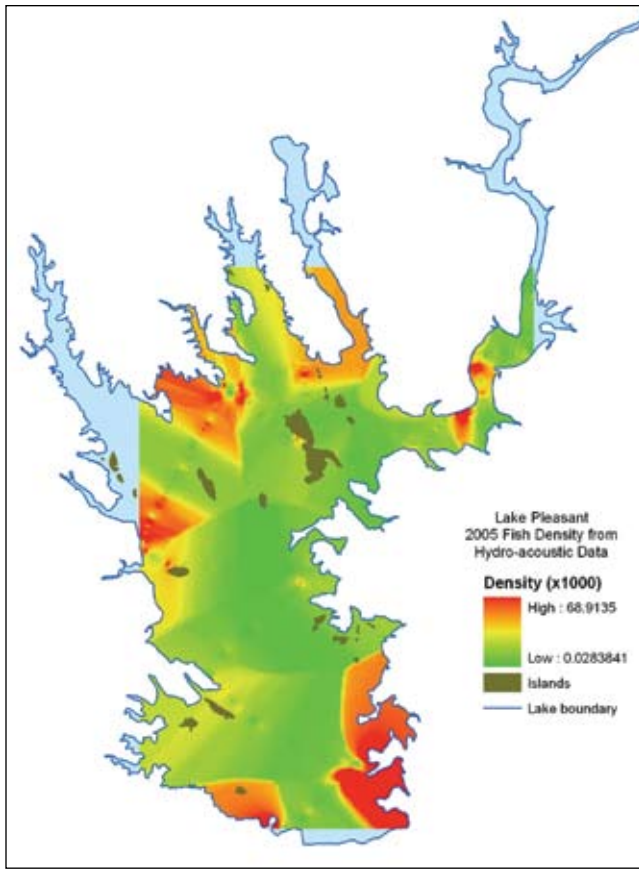 Lake Pleasant
2005 Fish Density from
Hydro-acoustic Data
Density (x1000)
High : 68.9135
Low : 0.0283841
Islands
Lake boundary